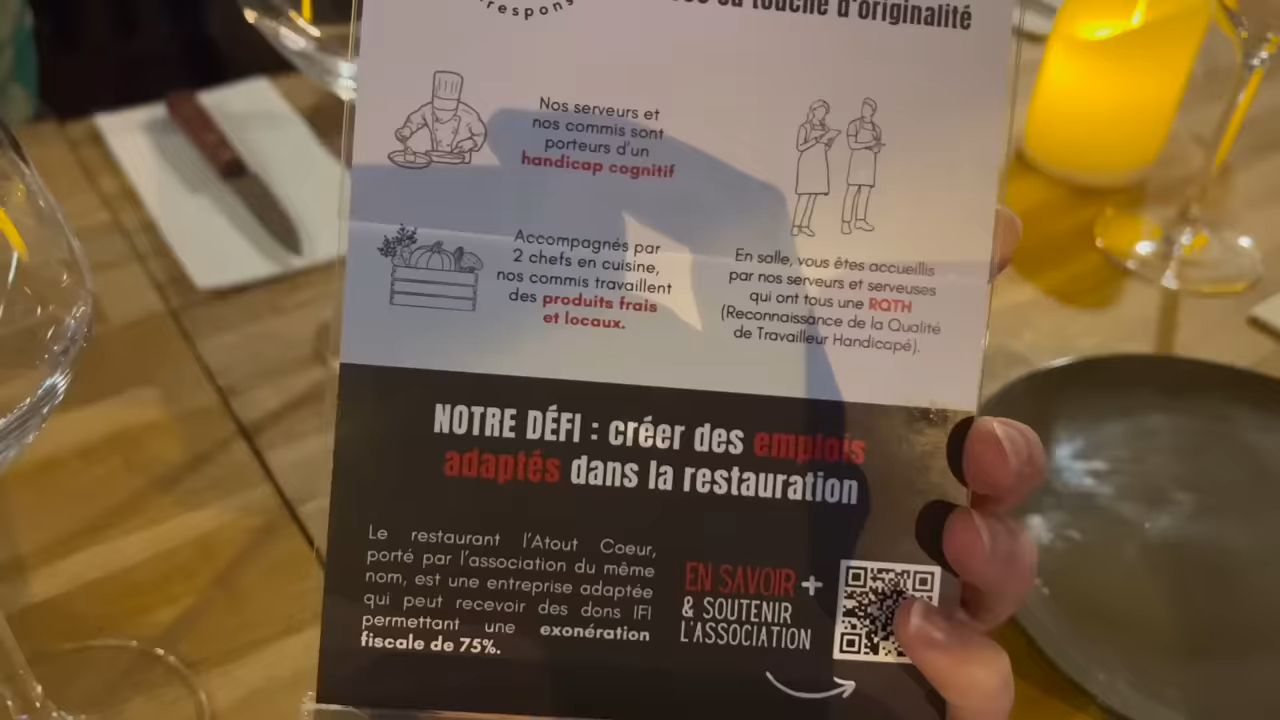 respons
touche d'originalité
Nos serveurs et
nos commis sont
porteurs d'un
handicap cognitif
Accompagnés par
2 chefs en cuisine,
nos commis travaillent
des produits frais
et locaux.
En salle, vous êtes accueillis
par nos serveurs et serveuses
qui ont tous une RQTH
(Reconnaissance de la Qualité
de Travailleur Handicapé).
NOTRE DÉFI : créer des emplois
adaptés dans la restauration
Le restaurant l'Atout Coeur,
porté par l'association du même
nom, est une entreprise adaptée
qui peut recevoir des dons IFI
permettant une exonération
fiscale de 75%.
EN SAVOIR +
& SOUTENIR
L'ASSOCIATION